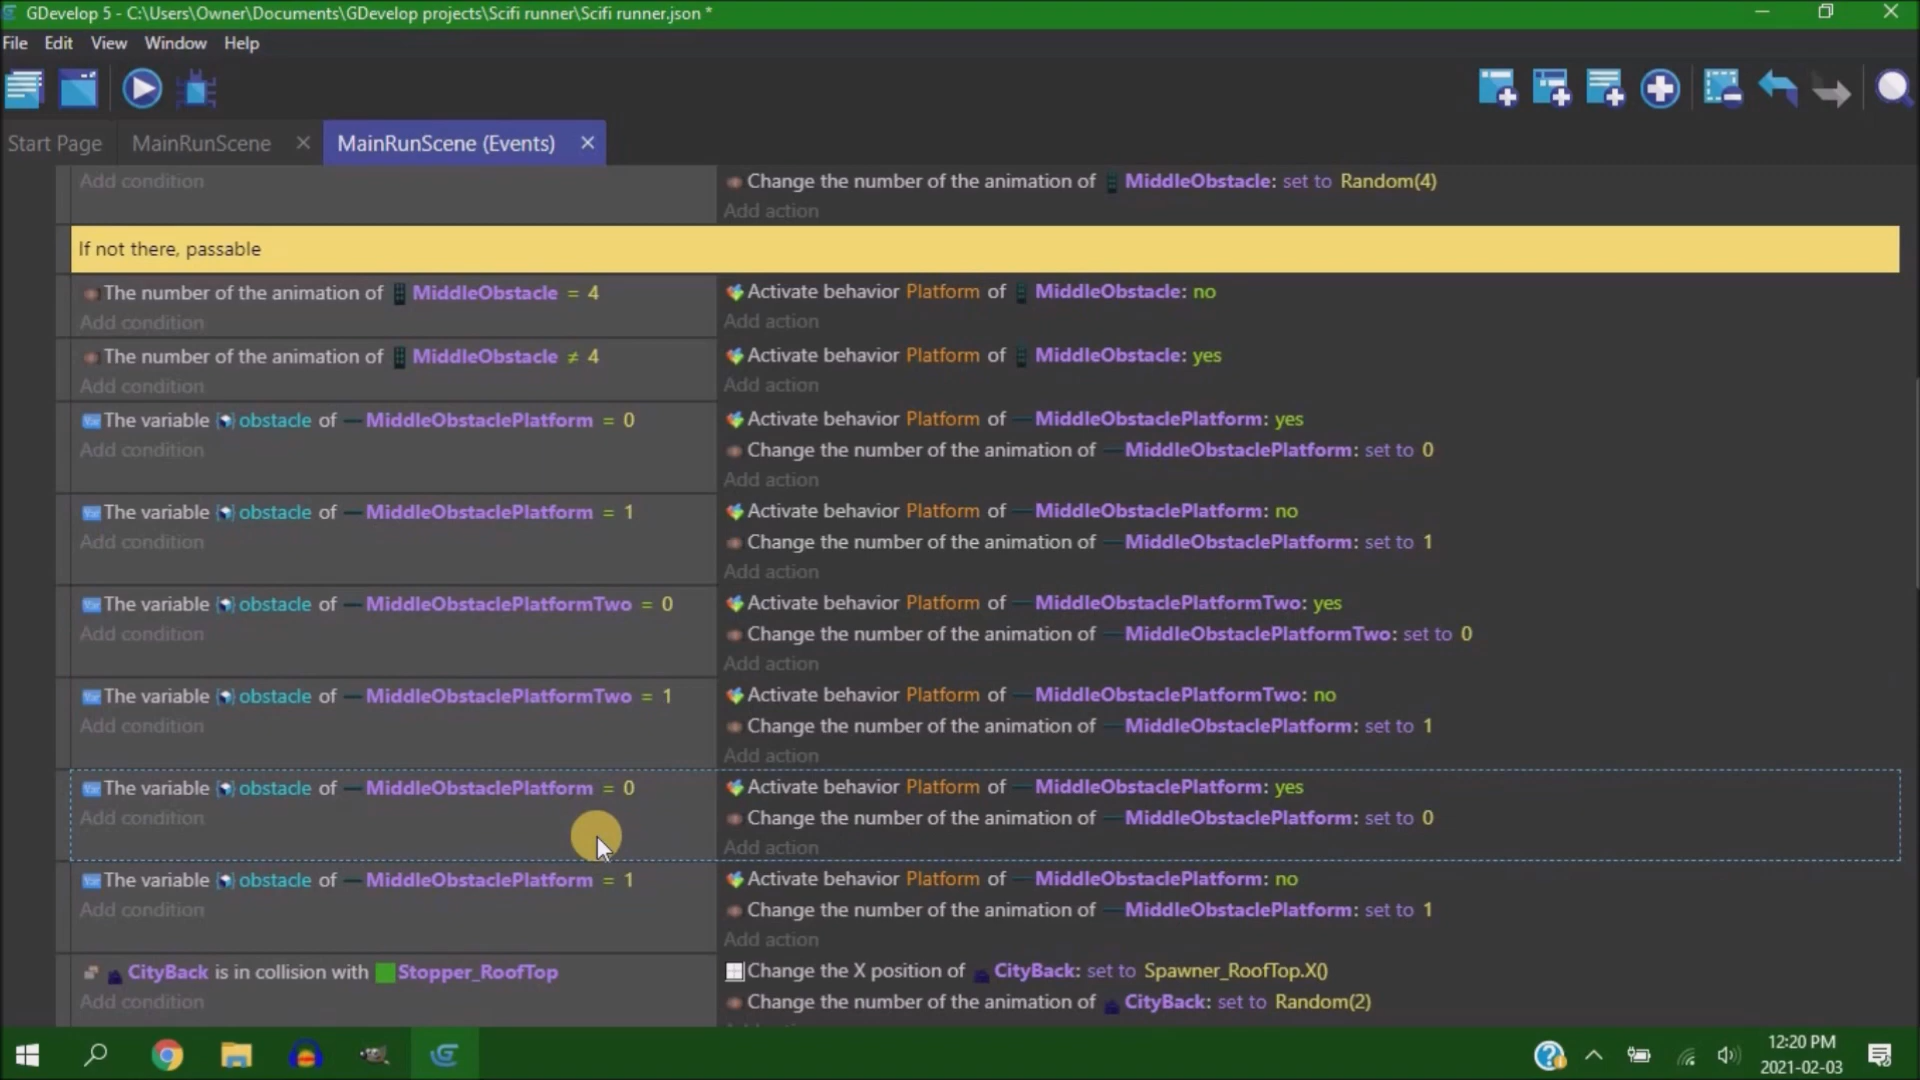 GDevelop 5 - C:\Users\Owner\Documents\GDevelop projects\Scifi runner\Scifi runner.json *
File Edit View Window Help
Start Page MainRunScene MainRunScene (Events)
Add condition
Change the number of the animation of MiddleObstacle: set to Random(4)
Add action
If not there, passable
The number of the animation of MiddleObstacle = 4
Add condition
Activate behavior Platform of MiddleObstacle: no
Add action
The number of the animation of MiddleObstacle ≠ 4
Add condition
Activate behavior Platform of MiddleObstacle: yes
Add action
The variable obstacle of MiddleObstaclePlatform = 0
Add condition
Activate behavior Platform of MiddleObstaclePlatform: yes
Change the number of the animation of MiddleObstaclePlatform: set to 0
Add action
The variable obstacle of MiddleObstaclePlatform = 1
Add condition
Activate behavior Platform of MiddleObstaclePlatform: no
Change the number of the animation of MiddleObstaclePlatform: set to 1
Add action
The variable obstacle of MiddleObstaclePlatformTwo = 0
Add condition
Activate behavior Platform of MiddleObstaclePlatformTwo: yes
Change the number of the animation of MiddleObstaclePlatformTwo: set to 0
Add action
The variable obstacle of MiddleObstaclePlatformTwo = 1
Add condition
Activate behavior Platform of MiddleObstaclePlatformTwo: no
Change the number of the animation of MiddleObstaclePlatform: set to 1
Add action
The variable obstacle of MiddleObstaclePlatform = 0
Add condition
Activate behavior Platform of MiddleObstaclePlatform: yes
Change the number of the animation of MiddleObstaclePlatform: set to 0
Add action
The variable obstacle of MiddleObstaclePlatform = 1
Add condition
Activate behavior Platform of MiddleObstaclePlatform: no
Change the number of the animation of MiddleObstaclePlatform: set to 1
Add action
CityBack is in collision with Stopper_RoofTop
Add condition
Change the X position of CityBack: set to Spawner_RoofTop.X()
Change the number of the animation of CityBack: set to Random(2)
12:20 PM
2021-02-03